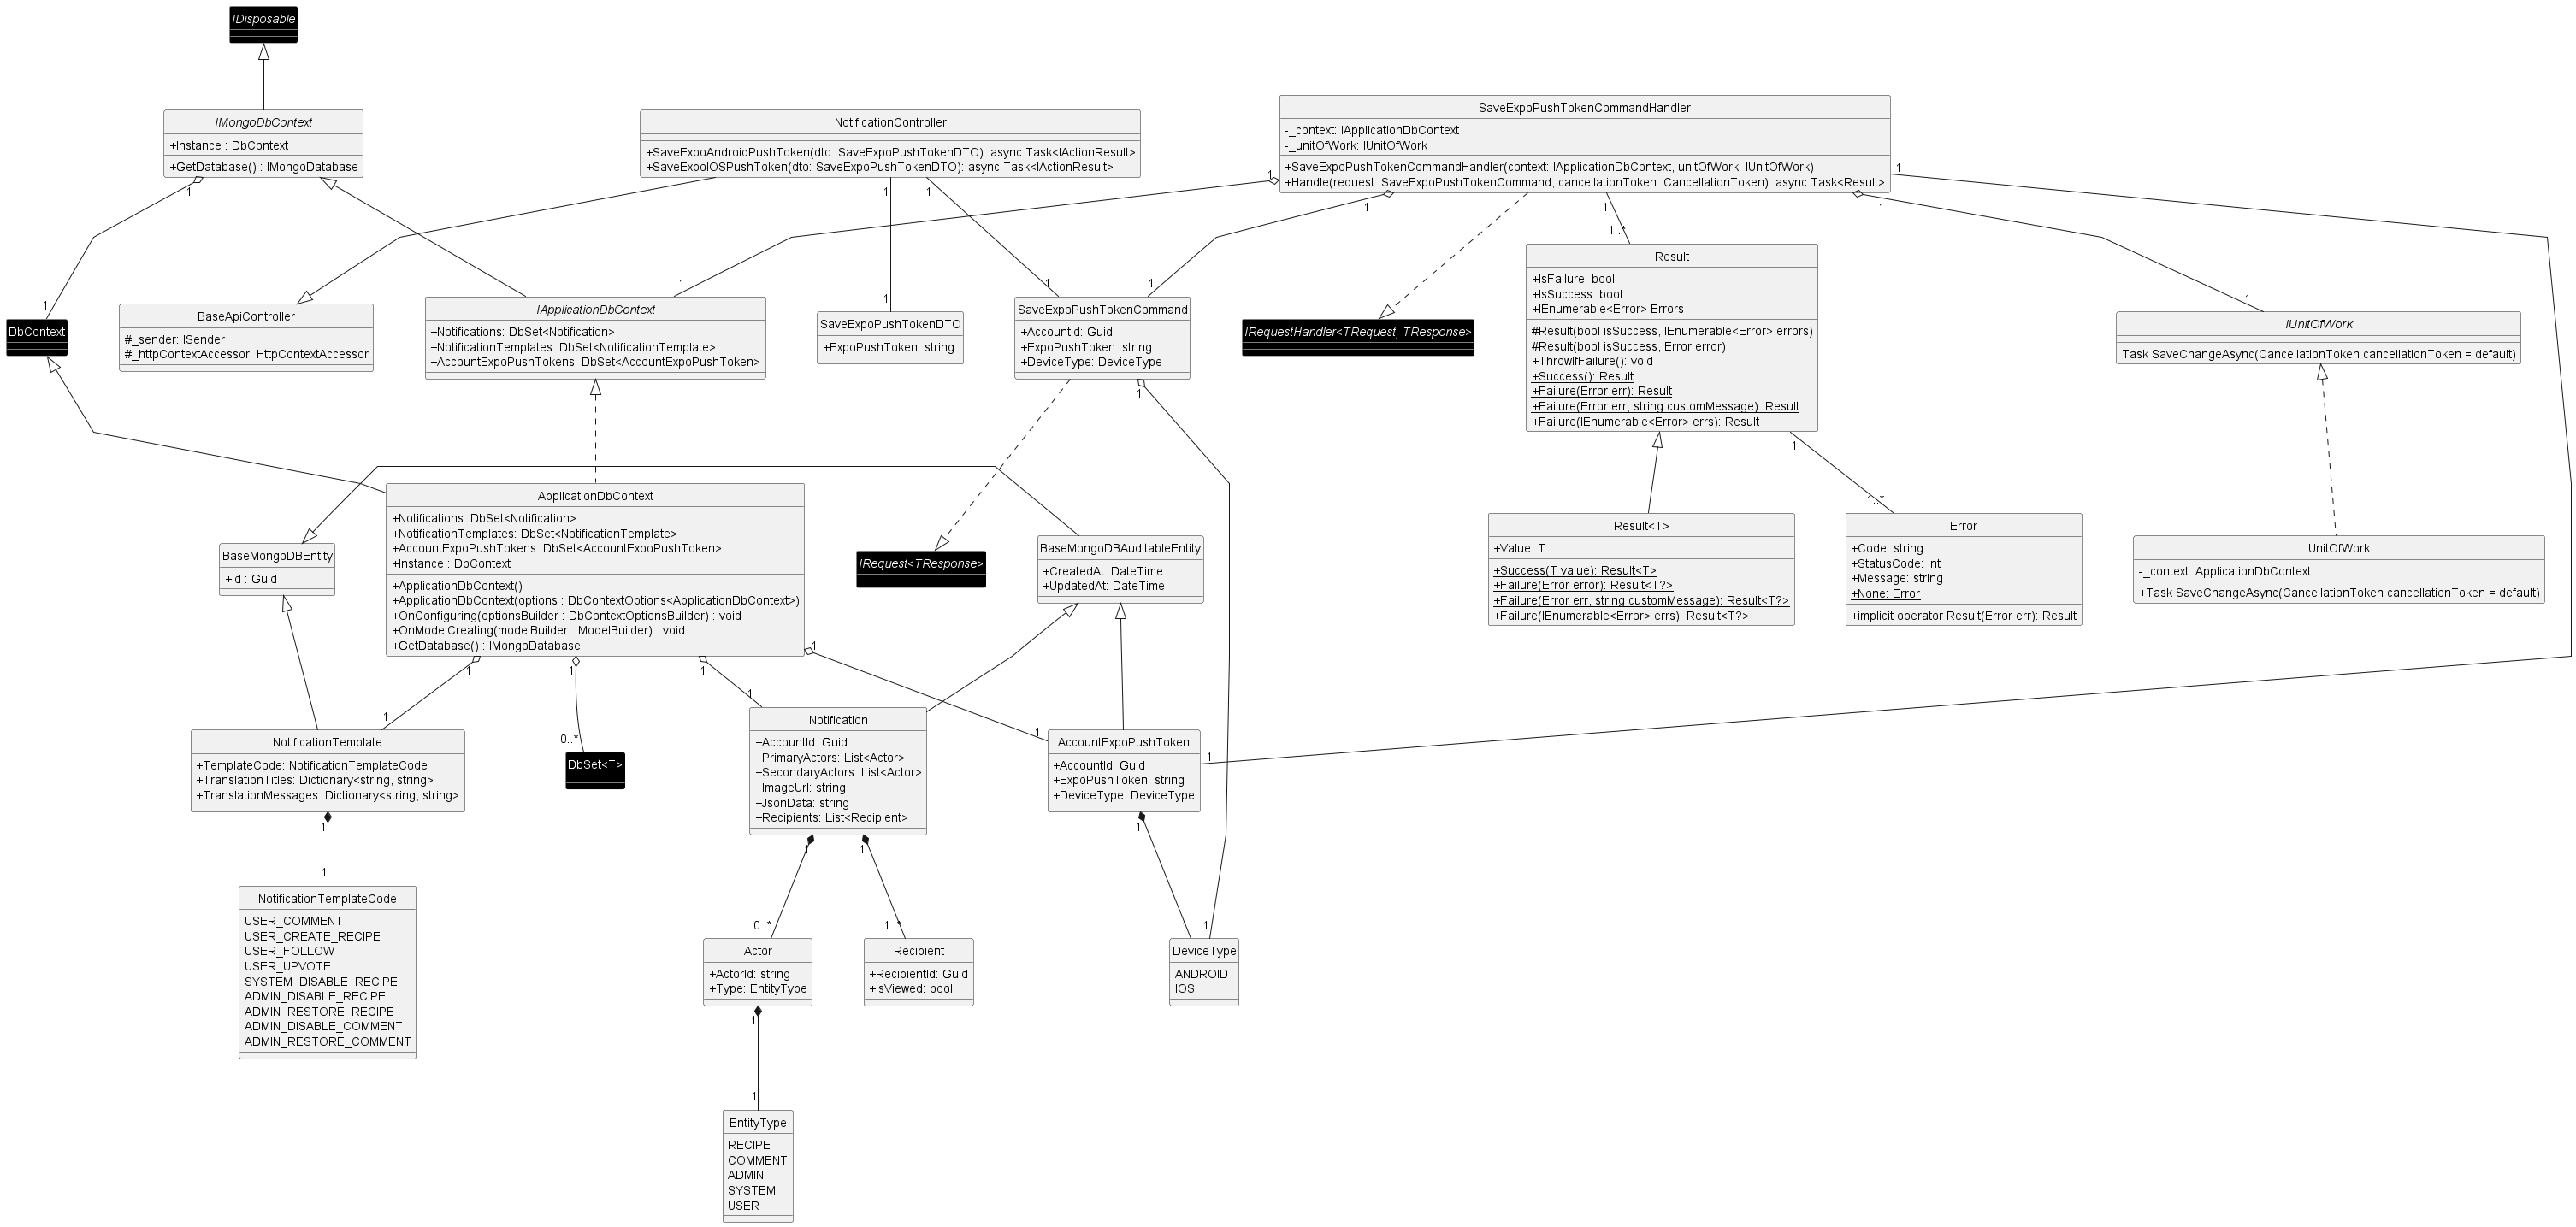 IDisposable
IMongoDbContext
+Instance : DbContext
+GetDatabase() : IMongoDatabase
NotificationController
+SaveExpoAndroidPushToken(dto: SaveExpoPushTokenDTO): async Task<IActionResult>
+SaveExpoIOSPushToken(dto: SaveExpoPushTokenDTO): async Task<IActionResult>
SaveExpoPushTokenCommandHandler
-_context: IApplicationDbContext
-_unitOfWork: IUnitOfWork
+SaveExpoPushTokenCommandHandler(context: IApplicationDbContext, unitOfWork: IUnitOfWork)
+Handle(request: SaveExpoPushTokenCommand, cancellationToken: CancellationToken): async Task<Result>
1
1
1
1
1
1
1
1
1
1..*
1
1
1
1
1
1
DbContext
BaseApiController
#_sender: ISender
#_httpContextAccessor: HttpContextAccessor
IApplicationDbContext
+Notifications: DbSet<Notification>
+NotificationTemplates: DbSet<NotificationTemplate>
+AccountExpoPushTokens: DbSet<AccountExpoPushToken>
SaveExpoPushTokenDTO
+ExpoPushToken: string
SaveExpoPushTokenCommand
+AccountId: Guid
+ExpoPushToken: string
+DeviceType: DeviceType
IRequestHandler<TRequest, TResponse>
Result
+IsFailure: bool
+IsSuccess: bool
+IEnumerable<Error> Errors
#Result(bool isSuccess, IEnumerable<Error> errors)
#Result(bool isSuccess, Error error)
+ThrowIfFailure(): void
+Success(): Result
+Failure(Error err): Result
+Failure(Error err, string customMessage): Result
+Failure(IEnumerable<Error> errs): Result
IUnitOfWork
Task SaveChangeAsync(CancellationToken cancellationToken = default)
1
1
1..*
BaseMongoDBEntity
+Id : Guid
ApplicationDbContext
+Notifications: DbSet<Notification>
+NotificationTemplates: DbSet<NotificationTemplate>
+AccountExpoPushTokens: DbSet<AccountExpoPushToken>
+Instance : DbContext
+ApplicationDbContext()
+ApplicationDbContext(options : DbContextOptions<ApplicationDbContext>)
+OnConfiguring(optionsBuilder : DbContextOptionsBuilder) : void
+OnModelCreating(modelBuilder : ModelBuilder) : void
+GetDatabase() : IMongoDatabase
IRequest<TResponse>
BaseMongoDBAuditableEntity
+CreatedAt: DateTime
+UpdatedAt: DateTime
Result<T>
+Value: T
+Success(T value): Result<T>
+Failure(Error error): Result<T?>
+Failure(Error err, string customMessage): Result<T?>
+Failure(IEnumerable<Error> errs): Result<T?>
Error
+Code: string
+StatusCode: int
+Message: string
+None: Error
+implicit operator Result(Error err): Result
UnitOfWork
-_context: ApplicationDbContext
+Task SaveChangeAsync(CancellationToken cancellationToken = default)
1
1
1
1
1
1
0..*
1
1
NotificationTemplate
+TemplateCode: NotificationTemplateCode
+TranslationTitles: Dictionary<string, string>
+TranslationMessages: Dictionary<string, string>
DbSet<T>
Notification
+AccountId: Guid
+PrimaryActors: List<Actor>
+SecondaryActors: List<Actor>
+ImageUrl: string
+JsonData: string
+Recipients: List<Recipient>
AccountExpoPushToken
+AccountId: Guid
+ExpoPushToken: string
+DeviceType: DeviceType
1
1
1
1
1
0..*
1..*
1
1
NotificationTemplateCode
USER_COMMENT
USER_CREATE_RECIPE
USER_FOLLOW
USER_UPVOTE
SYSTEM_DISABLE_RECIPE
ADMIN_DISABLE_RECIPE
ADMIN_RESTORE_RECIPE
ADMIN_DISABLE_COMMENT
ADMIN_RESTORE_COMMENT
Actor
+ActorId: string
+Type: EntityType
Recipient
+RecipientId: Guid
+IsViewed: bool
DeviceType
ANDROID
IOS
1
1
EntityType
RECIPE
COMMENT
ADMIN
SYSTEM
USER